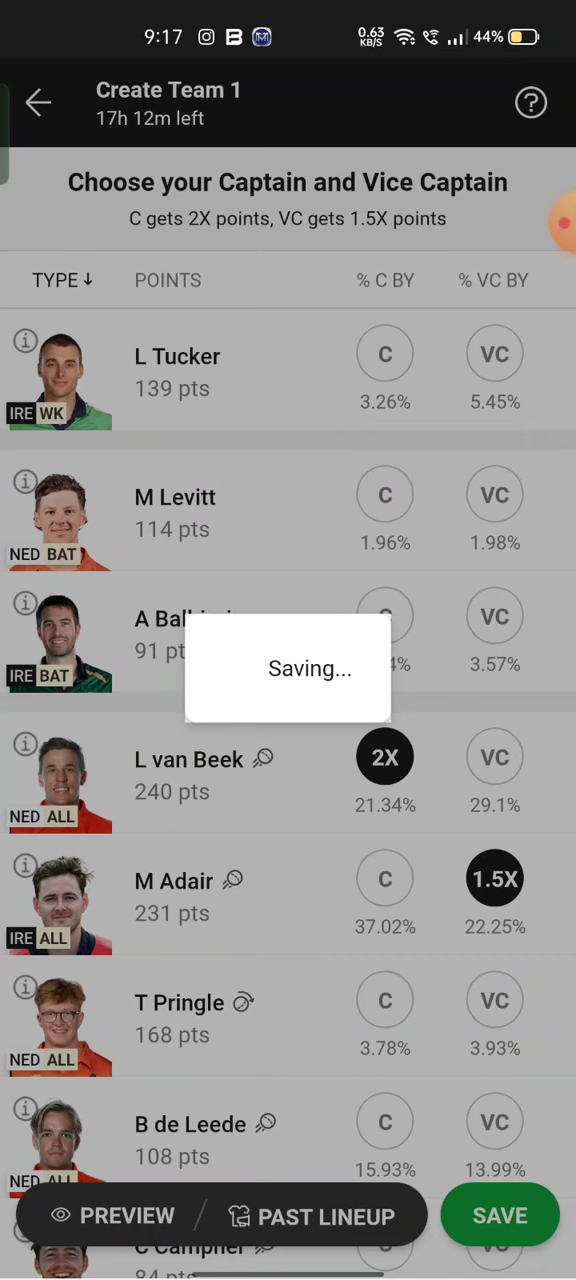 9:17 0.63 KB/S 44%
Create Team 1
17h 12m left
Choose your Captain and Vice Captain
C gets 2X points, VC gets 1.5X points
TYPE↓ POINTS % C BY % VC BY
L Tucker C VC
139 pts
IRE WK 3.26% 5.45%
M Levitt C VC
114 pts
NED BAT 1.96% 1.98%
VC
91
IRE BAT 3.57%
Saving...
L van Beek 2X VC
240 pts
NED ALL 21.34% 29.1%
M Adair C 1.5X
231 pts
IRE ALL 37.02% 22.25%
T Pringle C VC
168 pts
NED ALL 3.78% 3.93%
B de Leede C VC
108 pts
NED ALL 15.93% 13.99%
PREVIEW / PAST LINEUP SAVE
C Campher
84 pts